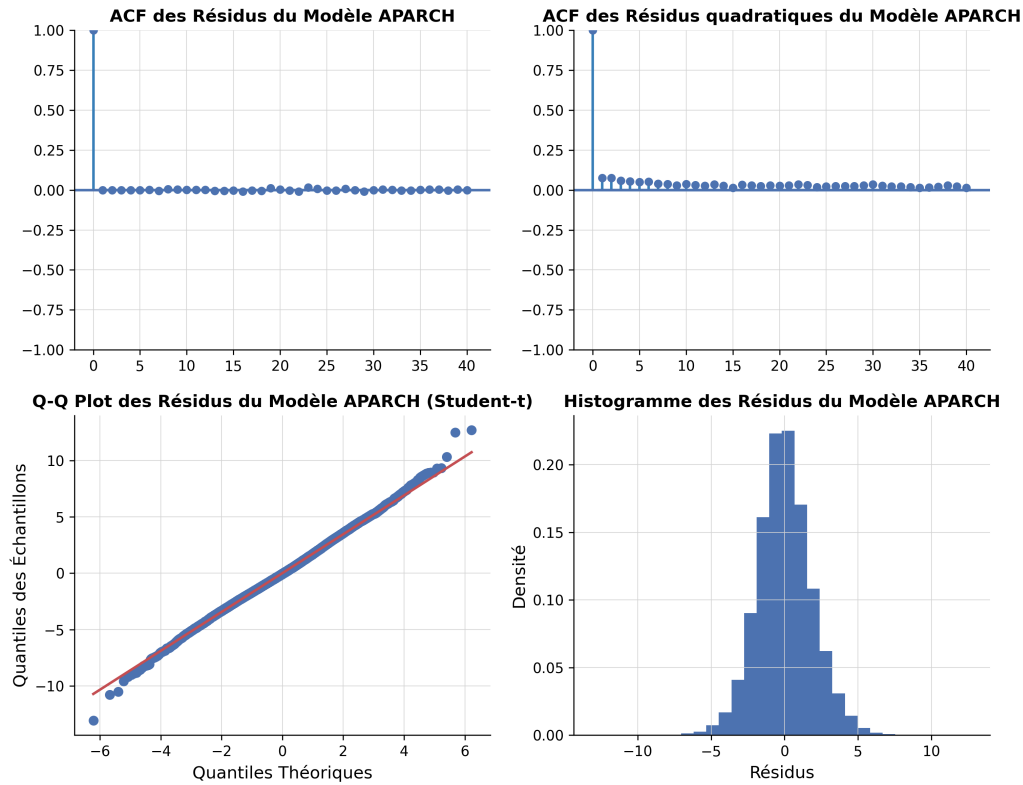 ACF des Résidus du Modèle APARCH
1.00
0.75
0.50
0.25
0.00
−0.25
−0.50
−0.75
−1.00
0 5 10 15 20 25 30 35 40
ACF des Résidus quadratiques du Modèle APARCH
1.00
0.75
0.50
0.25
0.00
−0.25
−0.50
−0.75
−1.00
0 5 10 15 20 25 30 35 40
Q-Q Plot des Résidus du Modèle APARCH (Student-t)
Quantiles des Échantillons
10
5
0
−5
−10
−6 −4 −2 0 2 4 6
Quantiles Théoriques
Histogramme des Résidus du Modèle APARCH
Densité
0.20
0.15
0.10
0.05
0.00
−10 −5 0 5 10
Résidus